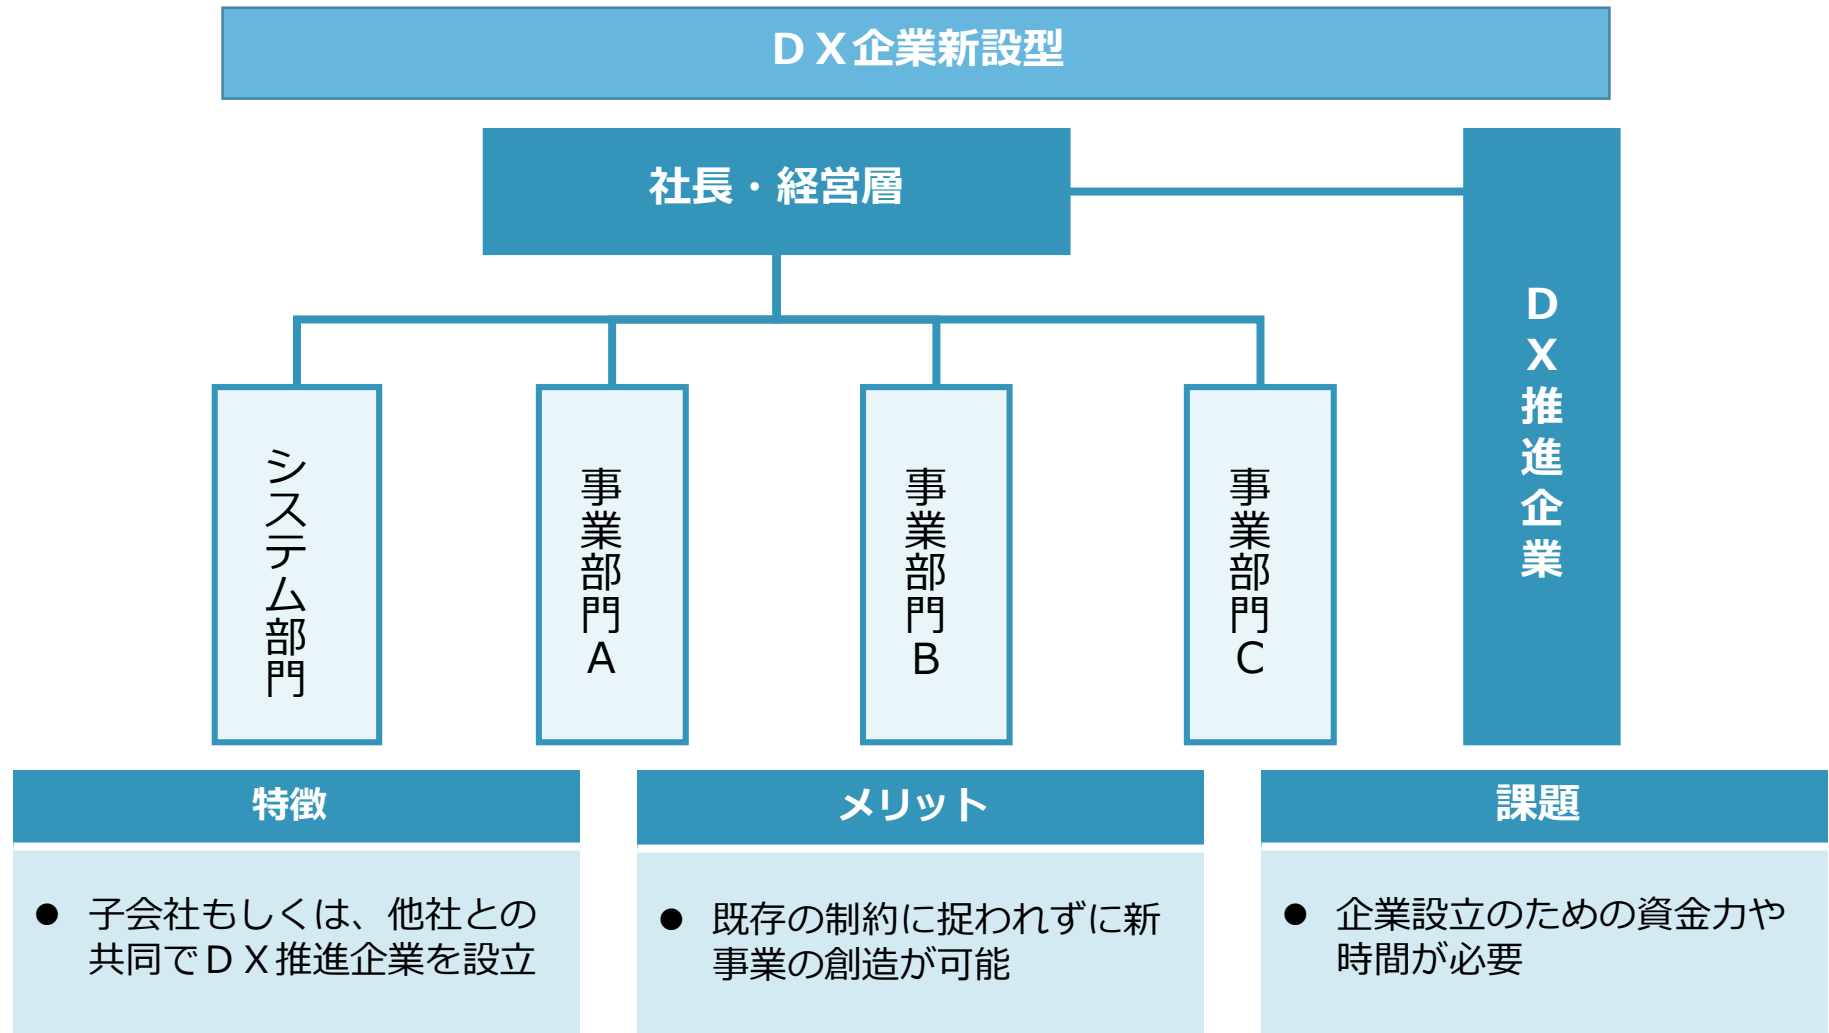 ＤＸ企業新設型
社長・経営層
システム部門
事業部門Ａ
事業部門Ｂ
事業部門Ｃ
ＤＸ推進企業
特徴
● 子会社もしくは、他社との
共同でＤＸ推進企業を設立
メリット
● 既存の制約に捉われずに新
事業の創造が可能
課題
● 企業設立のための資金力や
時間が必要